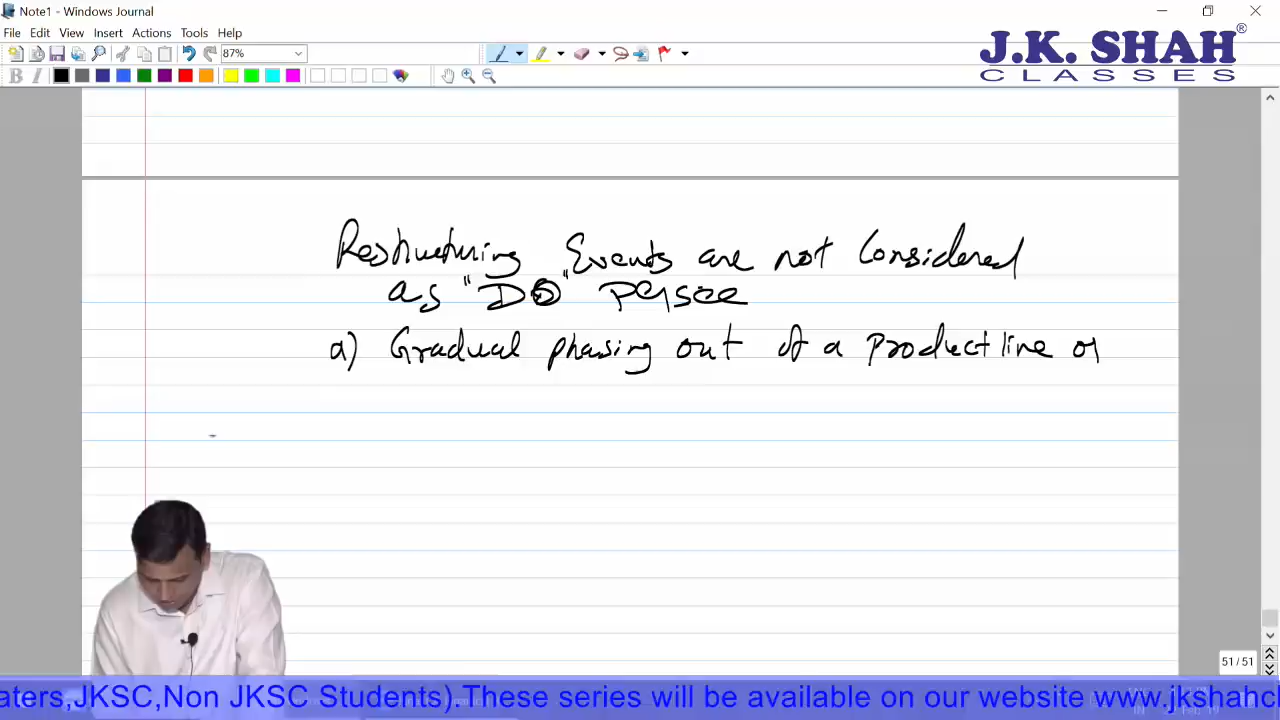 Note1 - Windows Journal
File Edit View Insert Actions Tools Help
87%
B I
J.K. SHAH®
CLASSES
Restructuring Events are not Considered
as "DO"
a) Gradual phasing out of a product line or
51 / 51
aters,JKSC,Non JKSC Students).These series will be available on our website www.jkshahcl